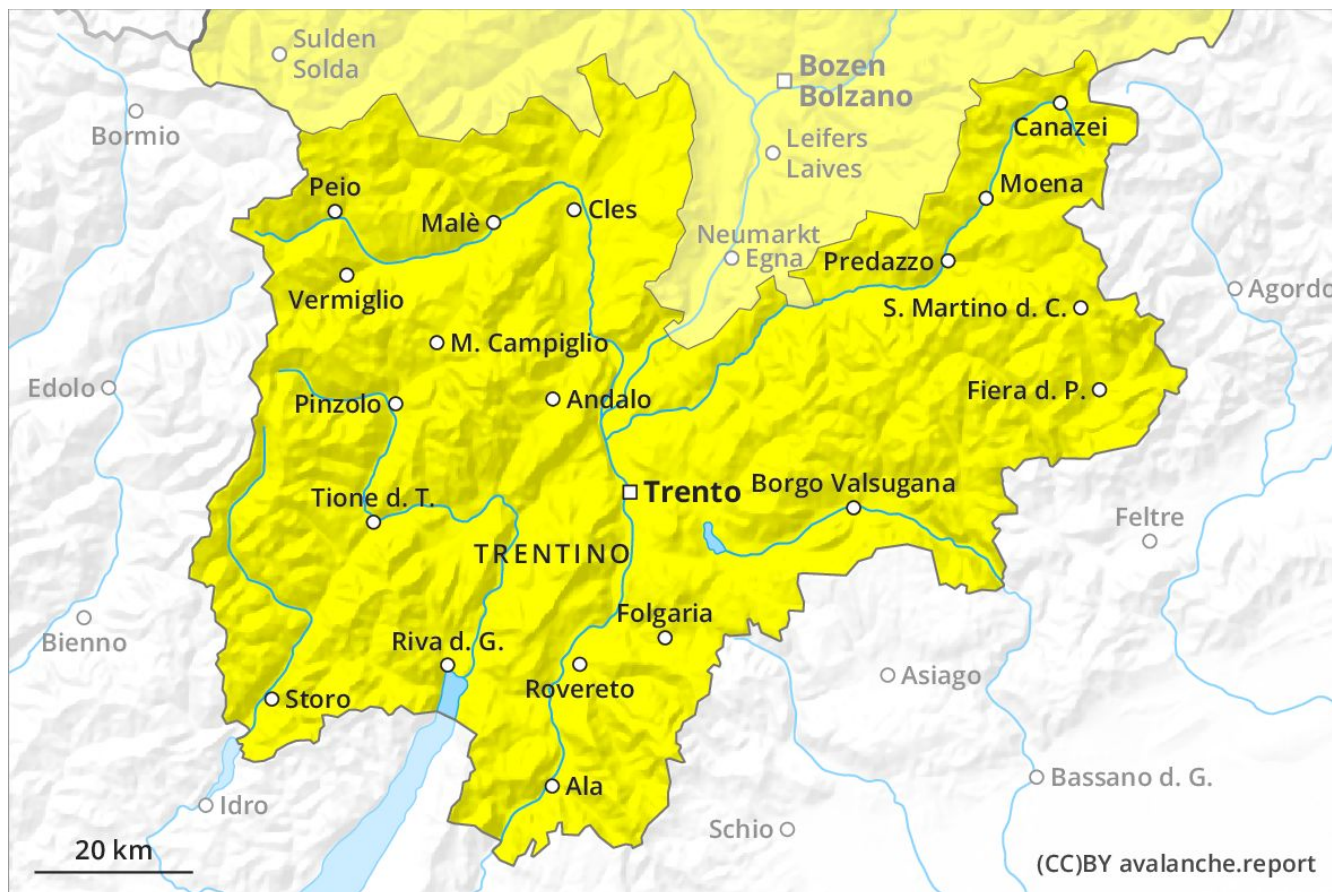 Sulden
Solda
Bozen
Bolzano
Bormio
Canazei
Leifers
Laives
Peio
Moena
Malè
Cles
Neumarkt
Egna
Predazzo
Vermiglio
Agordo
S. Martino d. C.
M. Campiglio
Edolo
Fiera d. P.
Pinzolo
Andalo
Borgo Valsugana
Trento
Tione d. T.
Feltre
TRENTINO
Bienno
Folgaria
Riva d. G.
Asiago
Rovereto
Storo
Bassano d. G.
Ala
Idro
Schio
20 km
(CC)BY avalanche.report